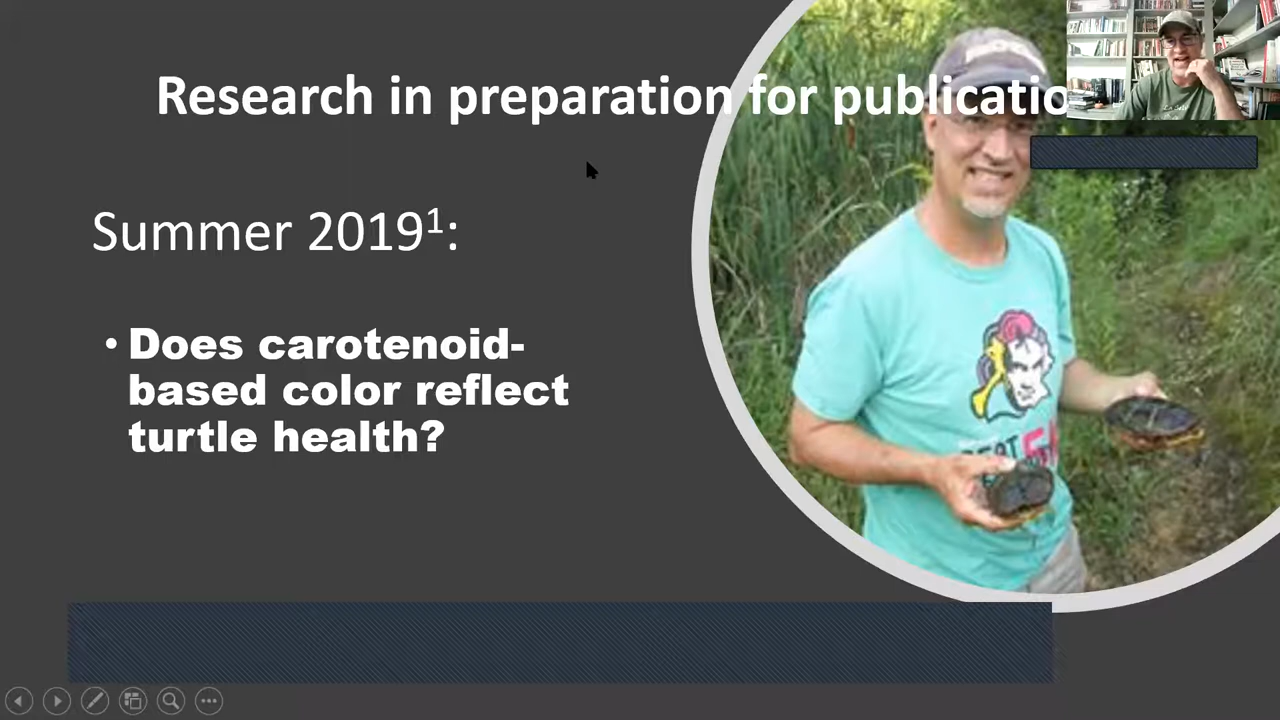 Research in preparation for publicatio
Summer 2019¹:
• Does carotenoid-
based color reflect
turtle health?